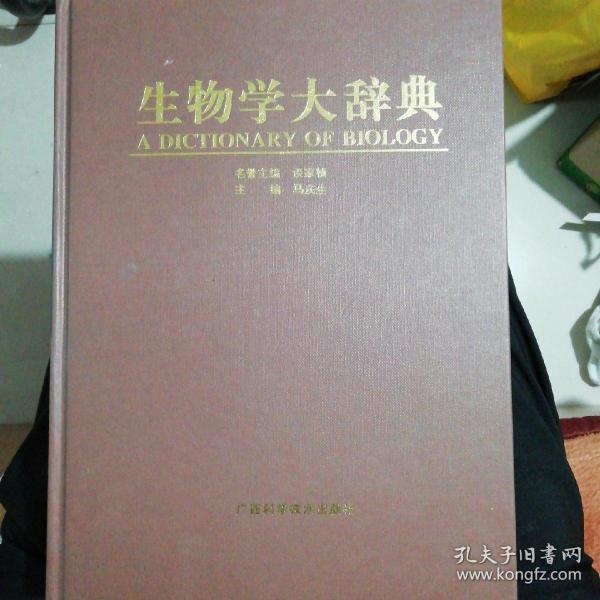 生物学大辞典
A DICTIONARY OF BIOLOGY
名誉主编 谈家桢
主 编 马庆生
广西科学技术出版社
孔夫子旧书网
www.kongfz.com